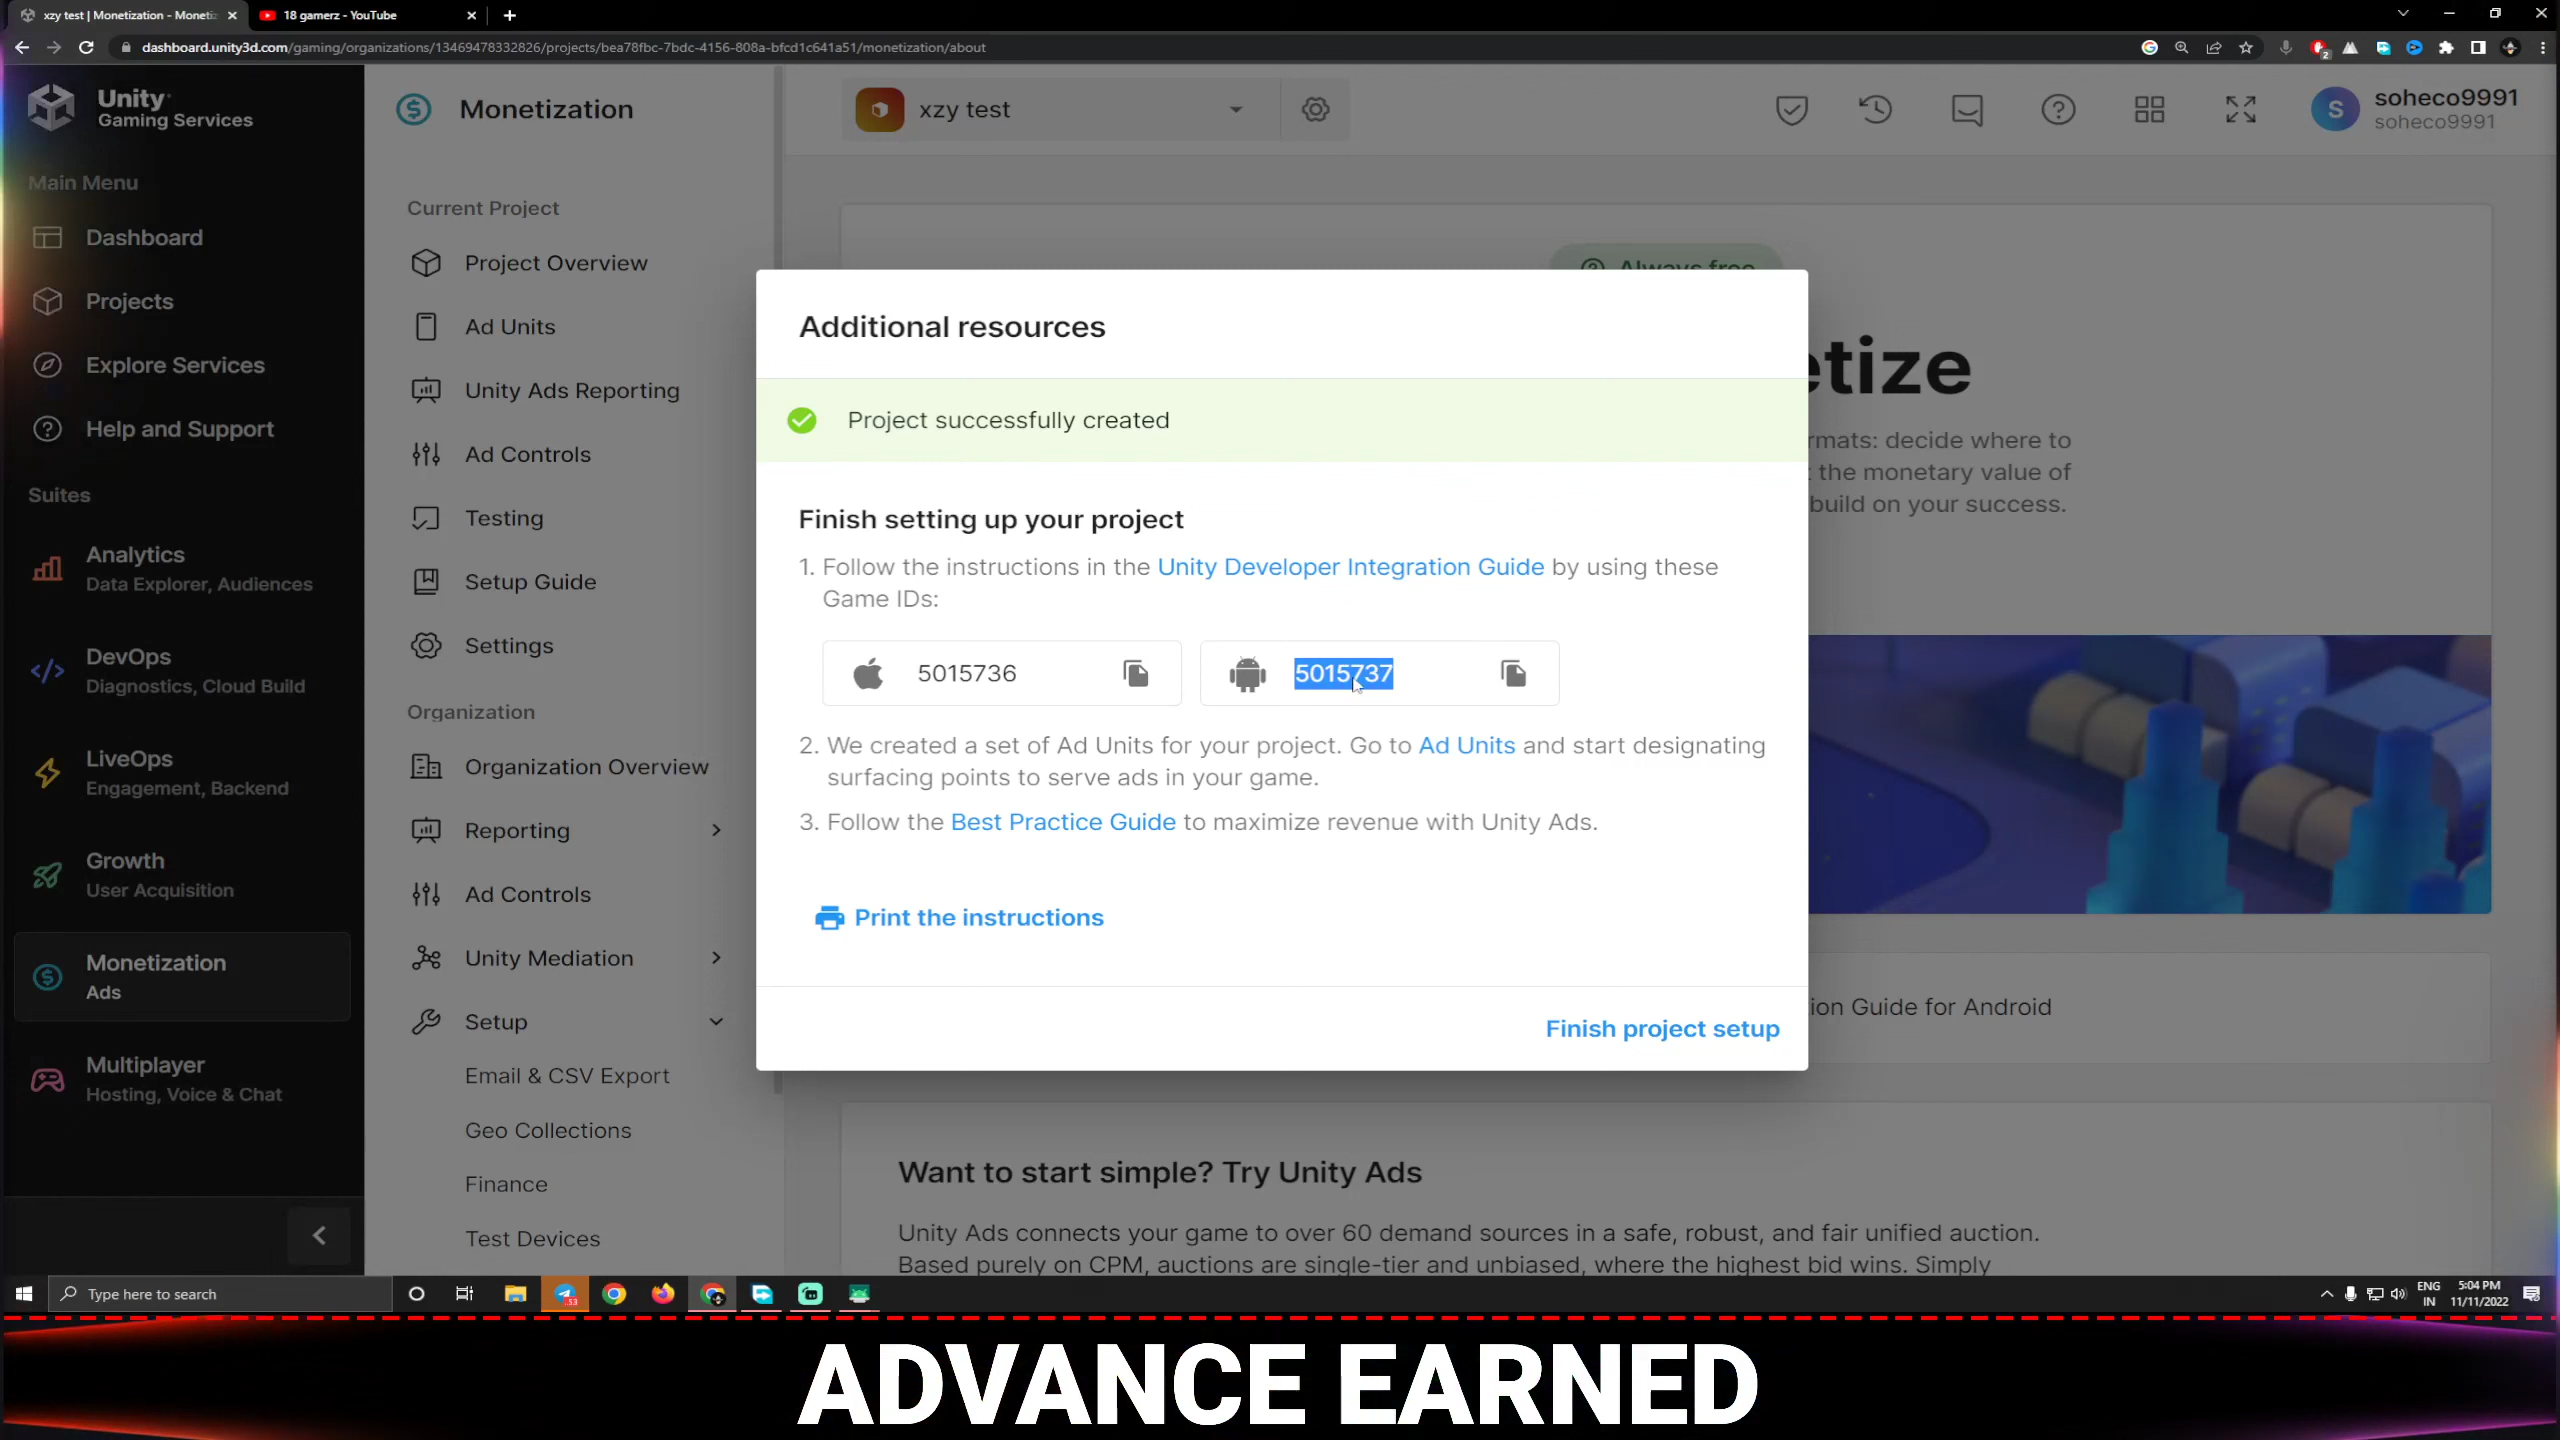 xzy test | Monetization - Monetiz
18 gamerz - YouTube
dashboard.unity3d.com/gaming/organizations/13469478332826/projects/bea78fbc-7bdc-4156-808a-bfcd1c641a51/monetization/about
2
Unity
Gaming Services
Main Menu
Dashboard
Projects
Explore Services
Help and Support
Suites
Analytics
Data Explorer, Audiences
DevOps
Diagnostics, Cloud Build
LiveOps
Engagement, Backend
Growth
User Acquisition
Monetization
Ads
Multiplayer
Hosting, Voice & Chat
Monetization
Current Project
Project Overview
Ad Units
Unity Ads Reporting
Ad Controls
Testing
Setup Guide
Settings
Organization
Organization Overview
Reporting
Ad Controls
Unity Mediation
Setup
Email & CSV Export
Geo Collections
Finance
Test Devices
xzy test
S
soheco9991
soheco9991
Always free
etize
rmats: decide where to
t the monetary value of
build on your success.
Additional resources
Project successfully created
Finish setting up your project
1. Follow the instructions in the Unity Developer Integration Guide by using these
Game IDs:
5015736
5015737
2. We created a set of Ad Units for your project. Go to Ad Units and start designating
surfacing points to serve ads in your game.
3. Follow the Best Practice Guide to maximize revenue with Unity Ads.
Print the instructions
Finish project setup
ion Guide for Android
Want to start simple? Try Unity Ads
Unity Ads connects your game to over 60 demand sources in a safe, robust, and fair unified auction.
Based purely on CPM, auctions are single-tier and unbiased, where the highest bid wins. Simply
Type here to search
53
ENG
IN
5:04 PM
11/11/2022
ADVANCE EARNED